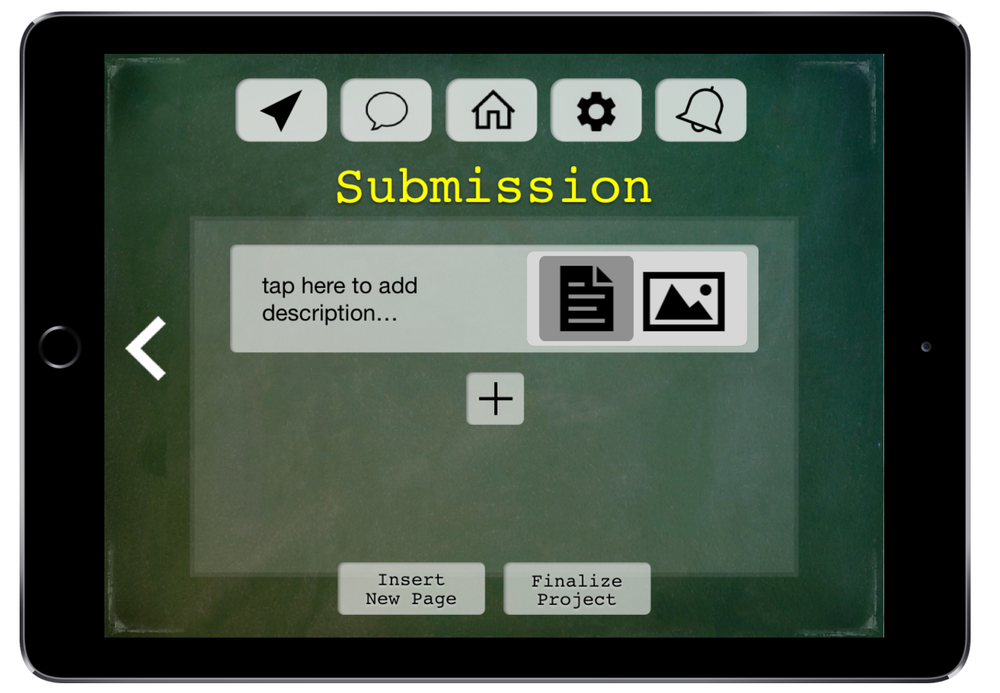 Submission
tap here to add
description...
Insert
New Page
Finalize
Project